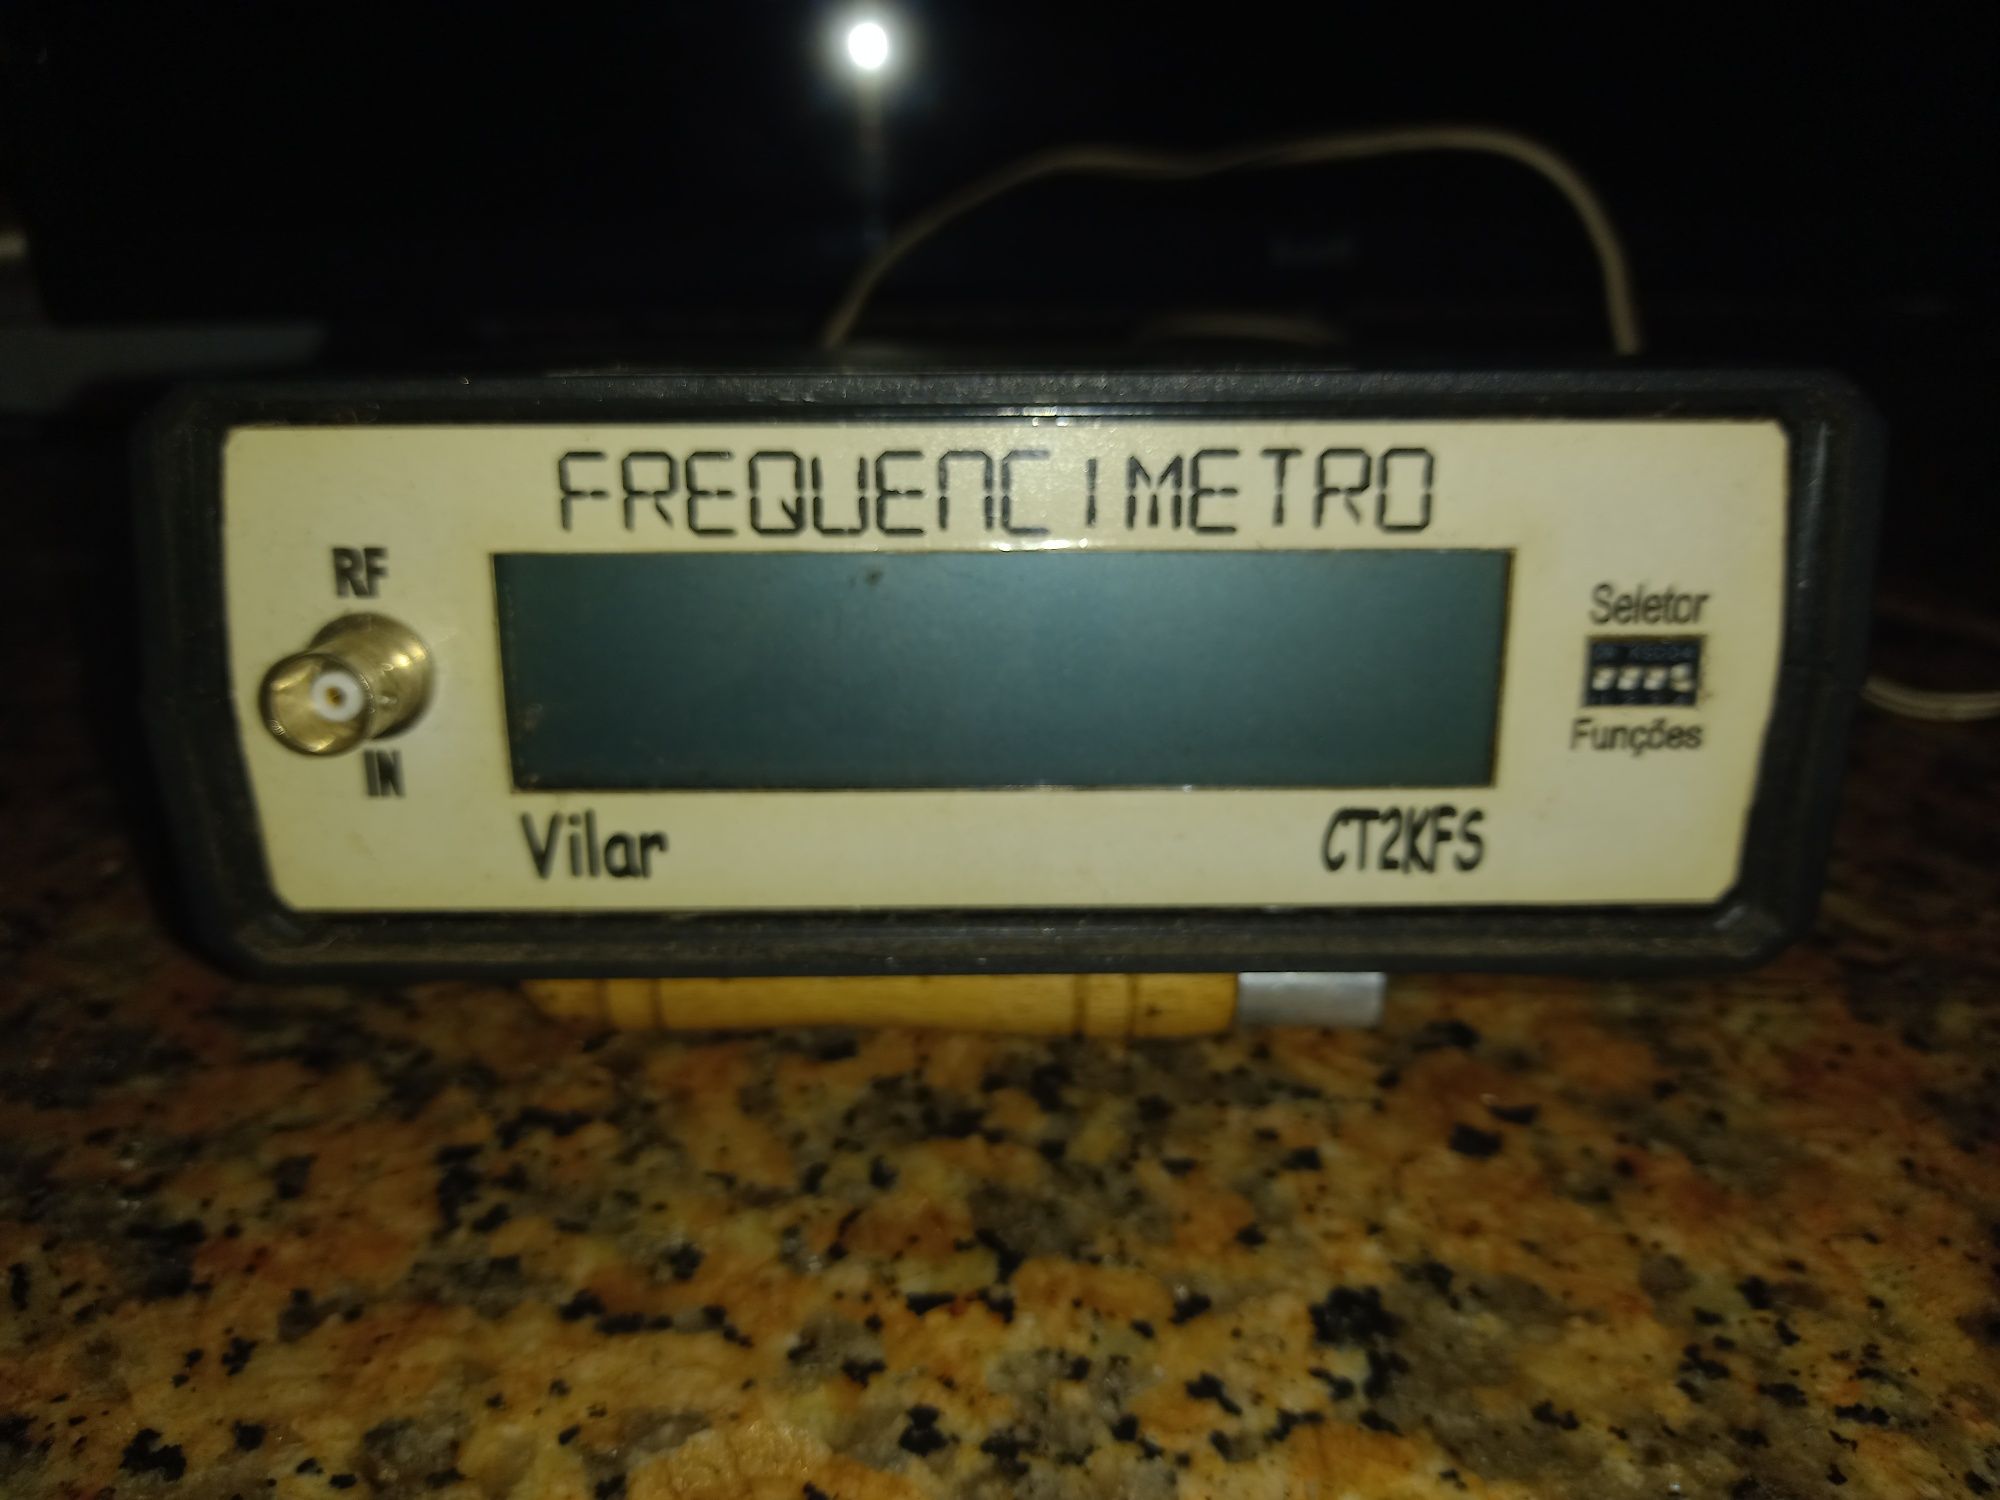 FREQUENCIMETRO
RF
IN
Seletor
Funções
Vilar
CT2KFS